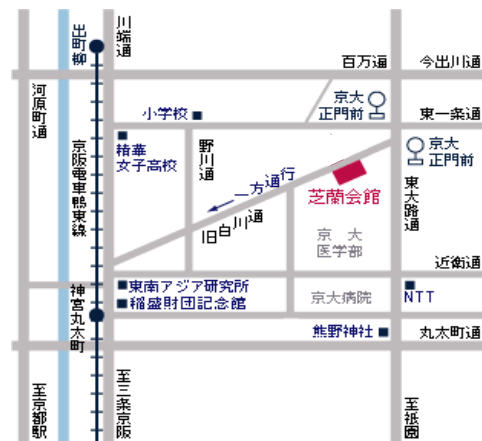 出町柳
川端通
百万遍
今出川通
河原町通
小学校
京大
正門前
東一条通
精華
女子高校
野川通
一方通行
京大
正門前
京阪電車鴨東線
旧白川通
芝蘭会館
東大路通
京大
医学部
近衛通
東南アジア研究所
稲盛財団記念館
京大病院
NTT
神宮丸太町
熊野神社
丸太町通
至京都駅
至三条京阪
至祇園